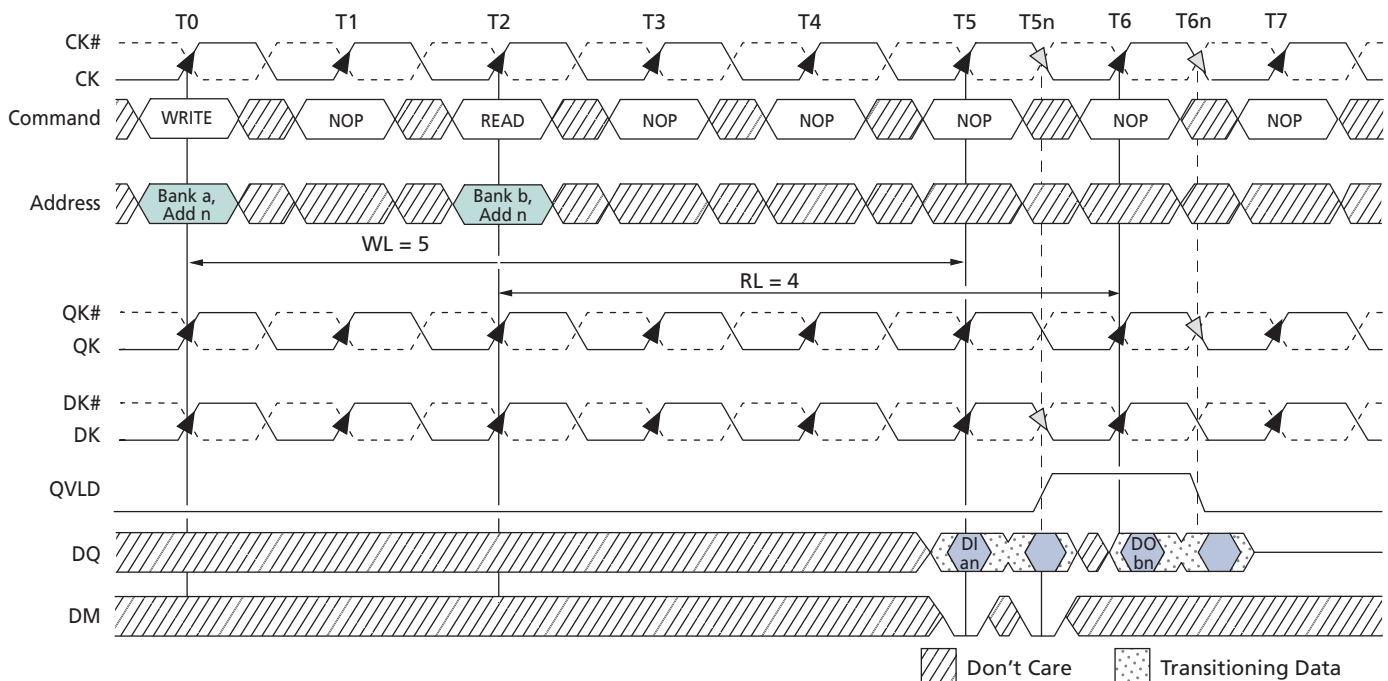 T0 T1 T2 T3 T4 T5 T5n T6 T6n T7
CK#
CK
Command WRITE NOP READ NOP NOP NOP NOP NOP
Address Bank a, Add n Bank b, Add n
WL = 5
RL = 4
QK#
QK
DK#
DK
QVLD
DQ DI an DO bn
DM
Don't Care Transitioning Data